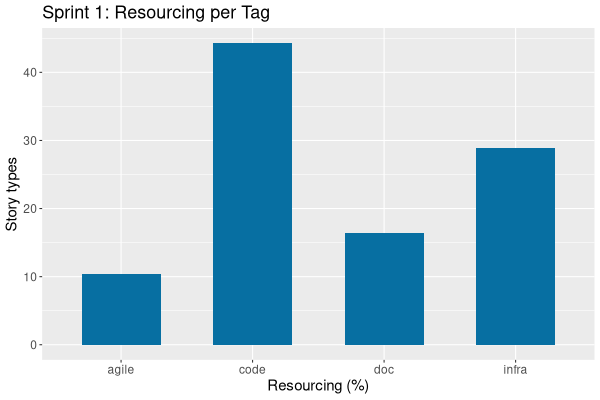 Sprint 1: Resourcing per Tag
Story types
40
30
20
10
0
agile code doc infra
Resourcing (%)